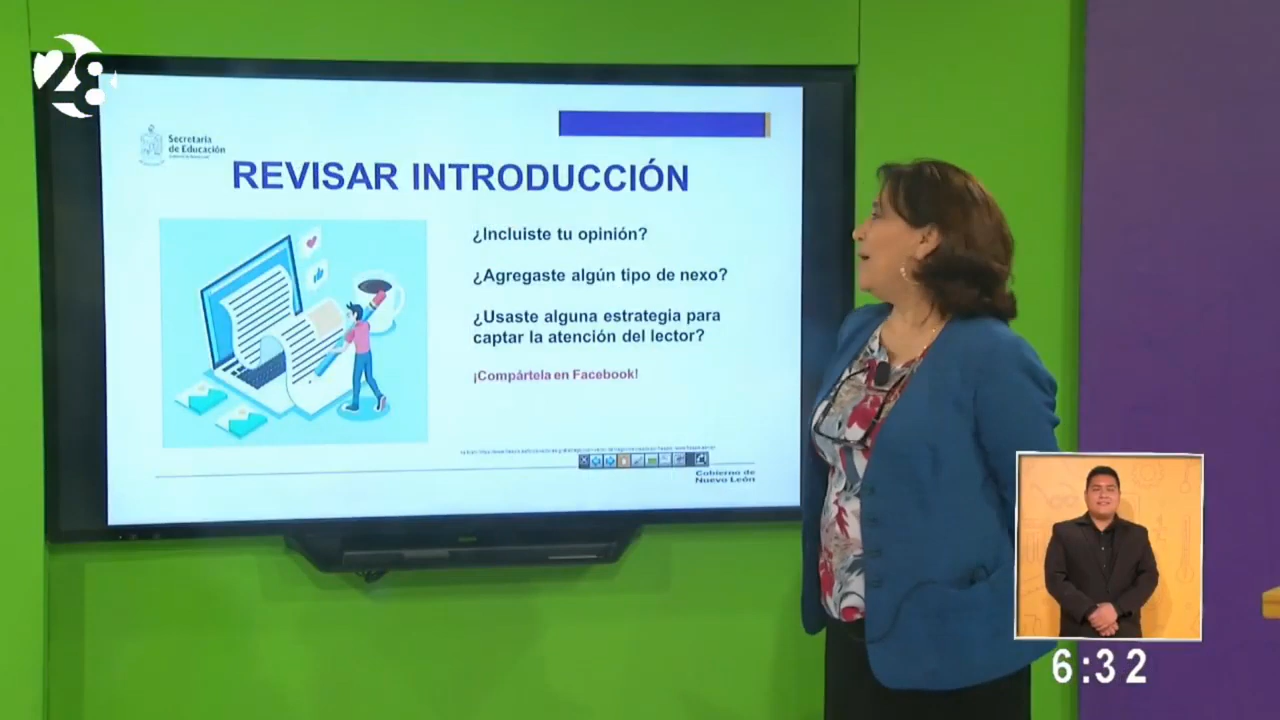 28
Secretaría
de Educación
REVISAR INTRODUCCIÓN
¿Incluiste tu opinión?
¿Agregaste algún tipo de nexo?
¿Usaste alguna estrategia para
captar la atención del lector?
¡Compártela en Facebook!
Gobierno de
Nuevo León
6:32